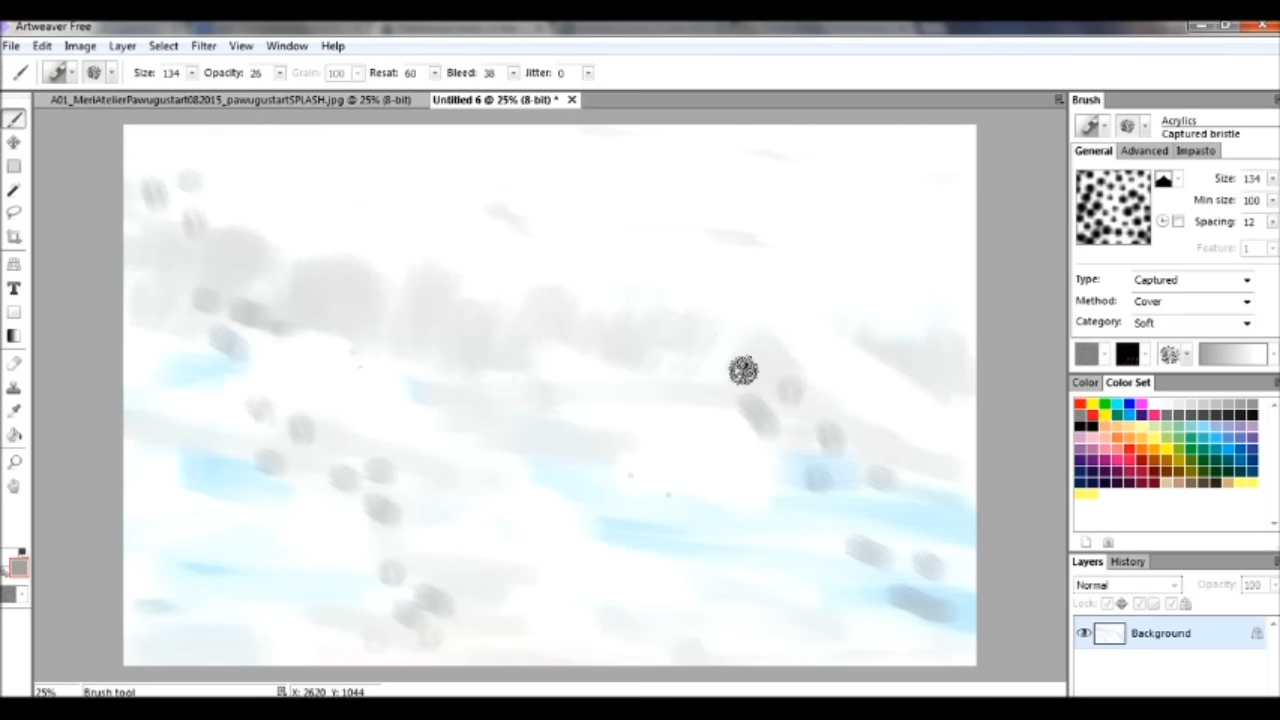 Artweaver Free
File Edit Image Layer Select Filter View Window Help
Size: 134 Opacity: 26 Grain: 100 Resat: 60 Bleed: 38 Jitter: 0
A01_MeriAtelierPawugustart082015_pawugustartSPLASH.jpg @ 25% (8-bit) Untitled 6 @ 25% (8-bit) *
Brush
Acrylics
Captured bristle
General Advanced Impasto
Size: 134
Min size: 100
Spacing: 12
Feature: 1
Type: Captured
Method: Cover
Category: Soft
Color Color Set
Layers History
Normal Opacity: 100
Lock:
Background
25% Brush tool X: 2620 Y: 1044